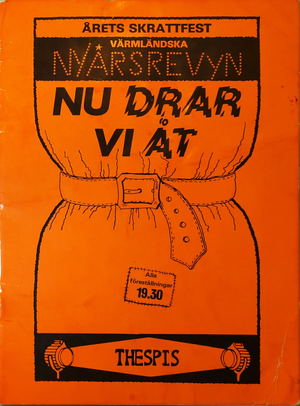 ÅRETS SKRATTFEST
VÄRMLÄNDSKA
NYÅRSREVYN
NU DRAR
VI ÅT
Alla
föreställningar
19.30
THESPIS